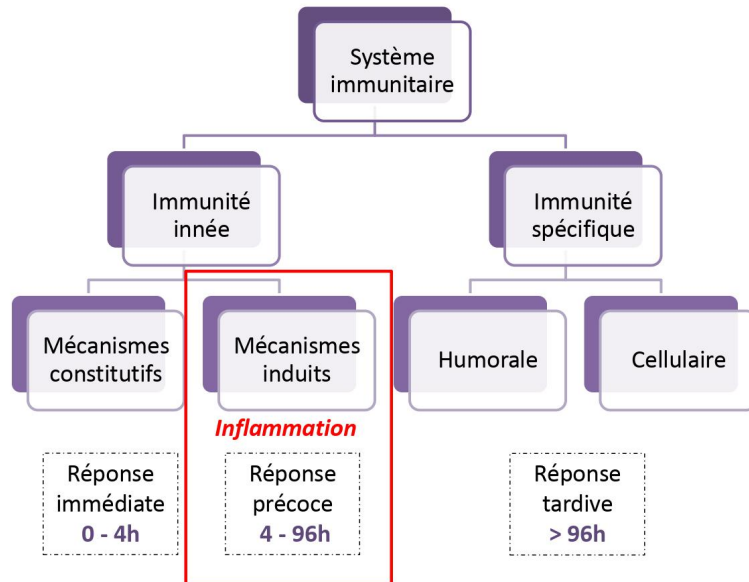 Système
immunitaire
Immunité
innée
Immunité
spécifique
Mécanismes
constitutifs
Mécanismes
induits
Humorale
Cellulaire
Inflammation
Réponse
immédiate
0 - 4h
Réponse
précoce
4 - 96h
Réponse
tardive
> 96h